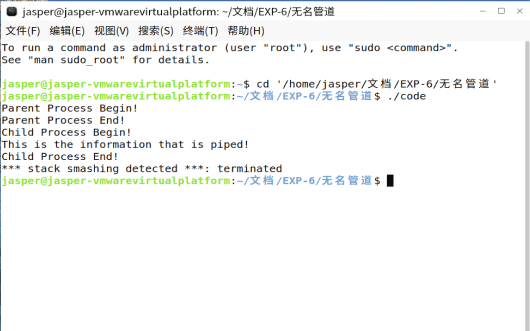 jasper@jasper-vmwarevirtualplatform: ~/文档/EXP-6/无名管道
文件(F) 编辑(E) 视图(V) 搜索(S) 终端(T) 帮助(H)
To run a command as administrator (user "root"), use "sudo <command>".
See "man sudo_root" for details.
jasper@jasper-vmwarevirtualplatform:~$ cd '/home/jasper/文档/EXP-6/无名管道'
jasper@jasper-vmwarevirtualplatform:~/文档/EXP-6/无名管道$ ./code
Parent Process Begin!
Parent Process End!
Child Process Begin!
This is the information that is piped!
Child Process End!
*** stack smashing detected ***: terminated
jasper@jasper-vmwarevirtualplatform:~/文档/EXP-6/无名管道$